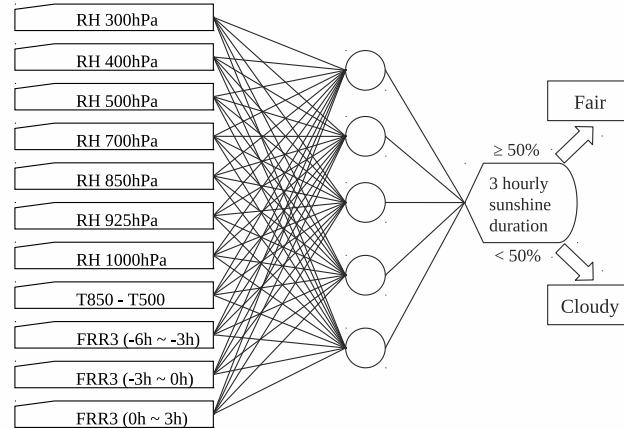 RH 300hPa
RH 400hPa
RH 500hPa
RH 700hPa
RH 850hPa
RH 925hPa
RH 1000hPa
T850 - T500
FRR3 (-6h ~ -3h)
FRR3 (-3h ~ 0h)
FRR3 (0h ~ 3h)
≥ 50%
3 hourly
sunshine
duration
< 50%
Fair
Cloudy